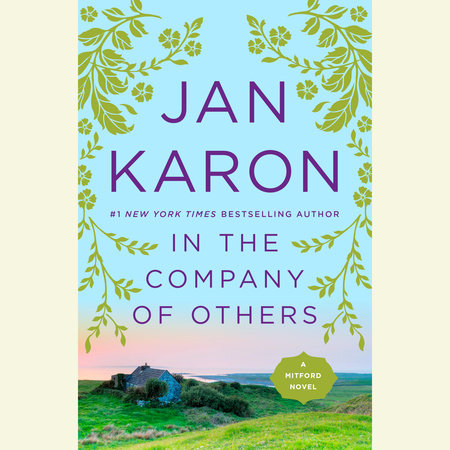 JAN
KARON
#1 NEW YORK TIMES BESTSELLING AUTHOR
IN THE
COMPANY
OF OTHERS
A
MITFORD
NOVEL